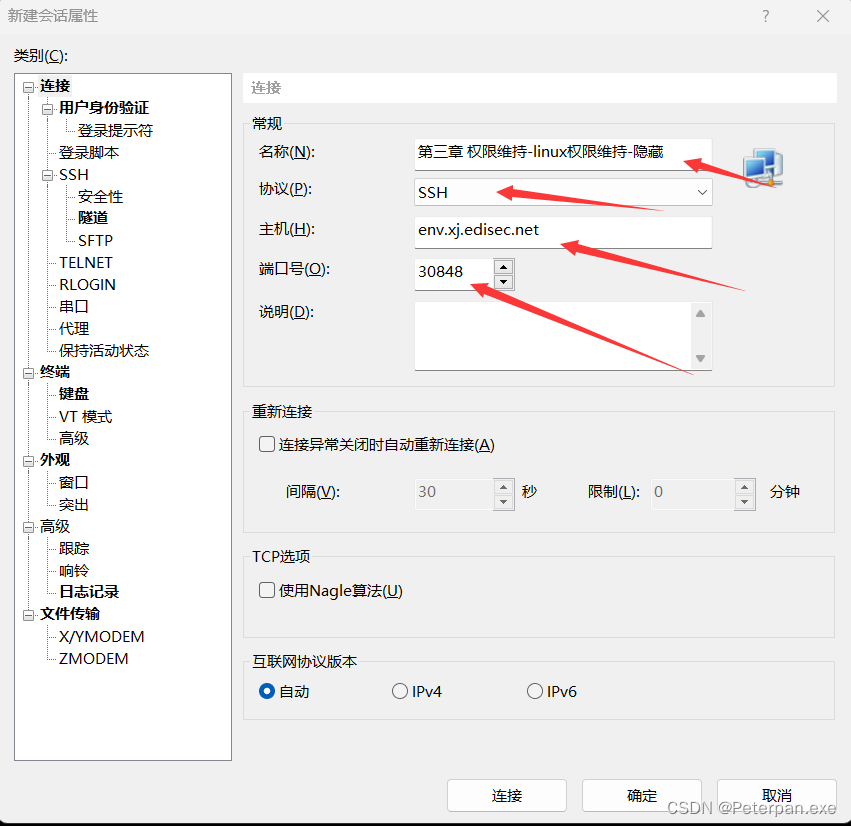 新建会话属性
?
类别(C):
连接
用户身份验证
登录提示符
登录脚本
SSH
安全性
隧道
SFTP
TELNET
RLOGIN
串口
代理
保持活动状态
终端
键盘
VT 模式
高级
外观
窗口
突出
高级
跟踪
响铃
日志记录
文件传输
X/YMODEM
ZMODEM
连接
常规
名称(N): 第三章 权限维持-linux权限维持-隐藏
协议(P): SSH
主机(H): env.xj.edisec.net
端口号(O): 30848
说明(D):
重新连接
连接异常关闭时自动重新连接(A)
间隔(V): 30 秒 限制(L): 0 分钟
TCP选项
使用Nagle算法(U)
互联网协议版本
自动 IPv4 IPv6
连接 确定 取消
CSDN @Peterpan.exe